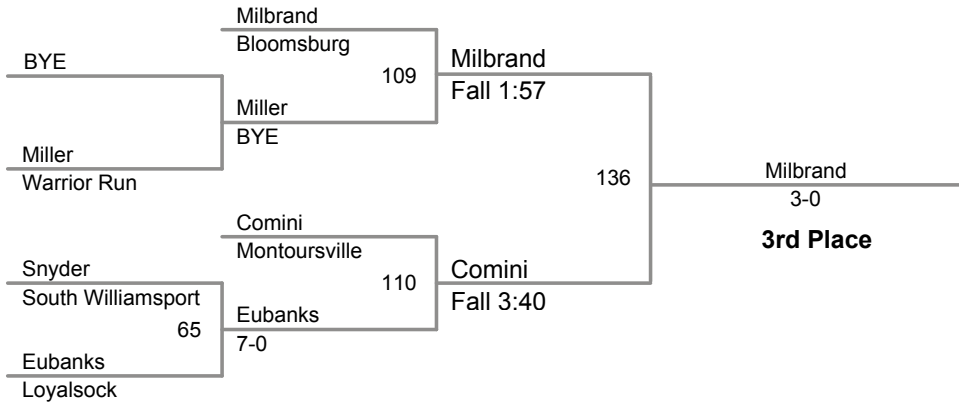 Milbrand
Bloomsburg
BYE
109
Milbrand
Fall 1:57
Miller
BYE
Miller
Warrior Run
136
Milbrand
3-0
3rd Place
Comini
Montoursville
Snyder
South Williamsport
110
Comini
Fall 3:40
65
Eubanks
7-0
Eubanks
Loyalsock